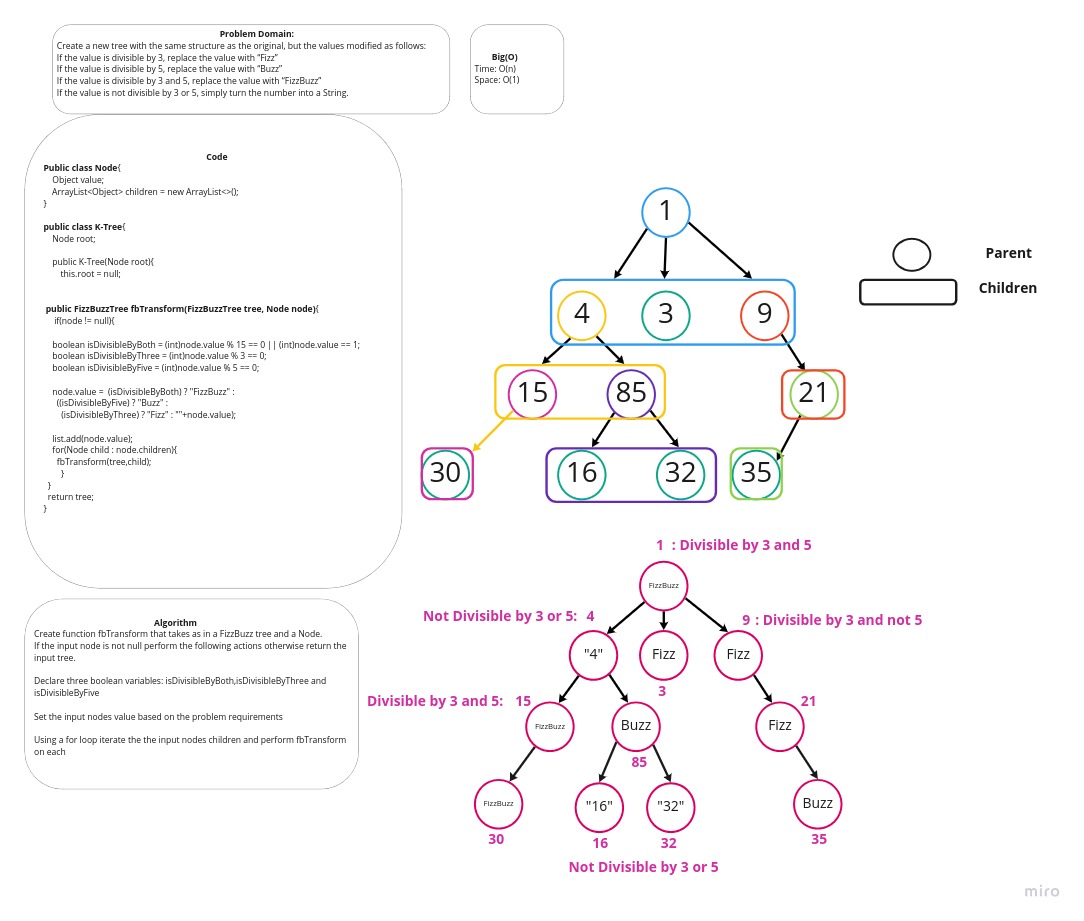 Problem Domain:
Create a new tree with the same structure as the original, but the values modified as follows:
If the value is divisible by 3, replace the value with “Fizz”
If the value is divisible by 5, replace the value with “Buzz”
If the value is divisible by 3 and 5, replace the value with “FizzBuzz”
If the value is not divisible by 3 or 5, simply turn the number into a String.
Big(O)
Time: O(n)
Space: O(1)
Code
Public class Node{
Object value;
ArrayList<Object> children = new ArrayList<>();
}
public class K-Tree{
Node root;
public K-Tree(Node root){
this.root = null;
public FizzBuzzTree fbTransform(FizzBuzzTree tree, Node node){
if(node != null){
boolean isDivisibleByBoth = (int)node.value % 15 == 0 || (int)node.value == 1;
boolean isDivisibleByThree = (int)node.value % 3 == 0;
boolean isDivisibleByFive = (int)node.value % 5 == 0;
node.value = (isDivisibleByBoth) ? "FizzBuzz" :
((isDivisibleByFive) ? "Buzz" :
(isDivisibleByThree) ? "Fizz" : ""+node.value);
list.add(node.value);
for(Node child : node.children){
fbTransform(tree,child);
}
}
return tree;
}
Algorithm
Create function fbTransform that takes as in a FizzBuzz tree and a Node.
If the input node is not null perform the following actions otherwise return the
input tree.
Declare three boolean variables: isDivisibleByBoth,isDivisibleByThree and
isDivisibleByFive
Set the input nodes value based on the problem requirements
Using a for loop iterate the the input nodes children and perform fbTransform
on each
1
4 3 9
15 85 21
30 16 32 35
Parent
Children
1 : Divisible by 3 and 5
FizzBuzz
Not Divisible by 3 or 5: 4
9 : Divisible by 3 and not 5
"4" Fizz Fizz
3
Divisible by 3 and 5: 15
21
FizzBuzz Buzz Fizz
85
FizzBuzz "16" "32" Buzz
30 16 32 35
Not Divisible by 3 or 5
miro